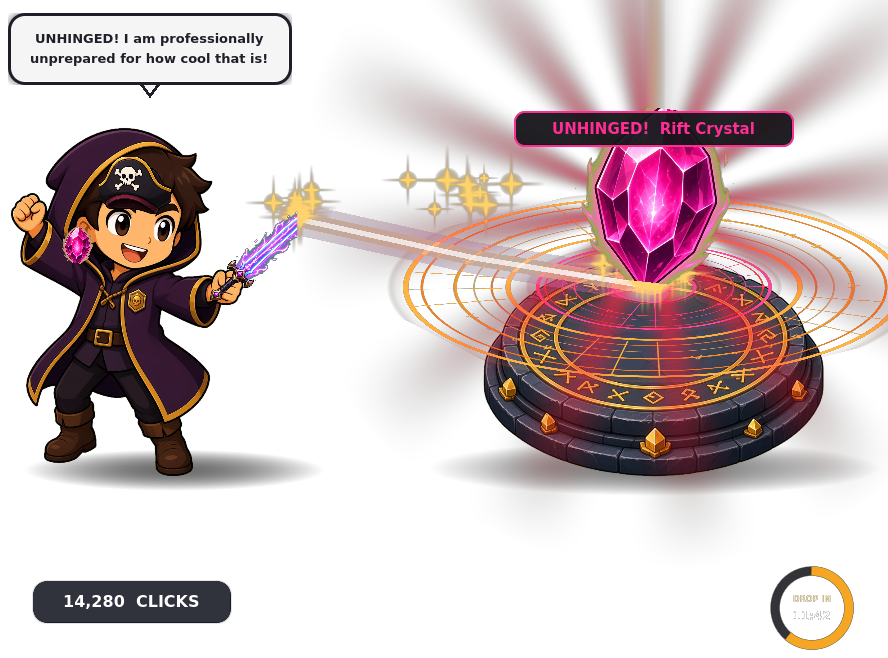 UNHINGED! I am professionally
unprepared for how cool that is!
UNHINGED! Rift Crystal
14,280 CLICKS
DROP IN